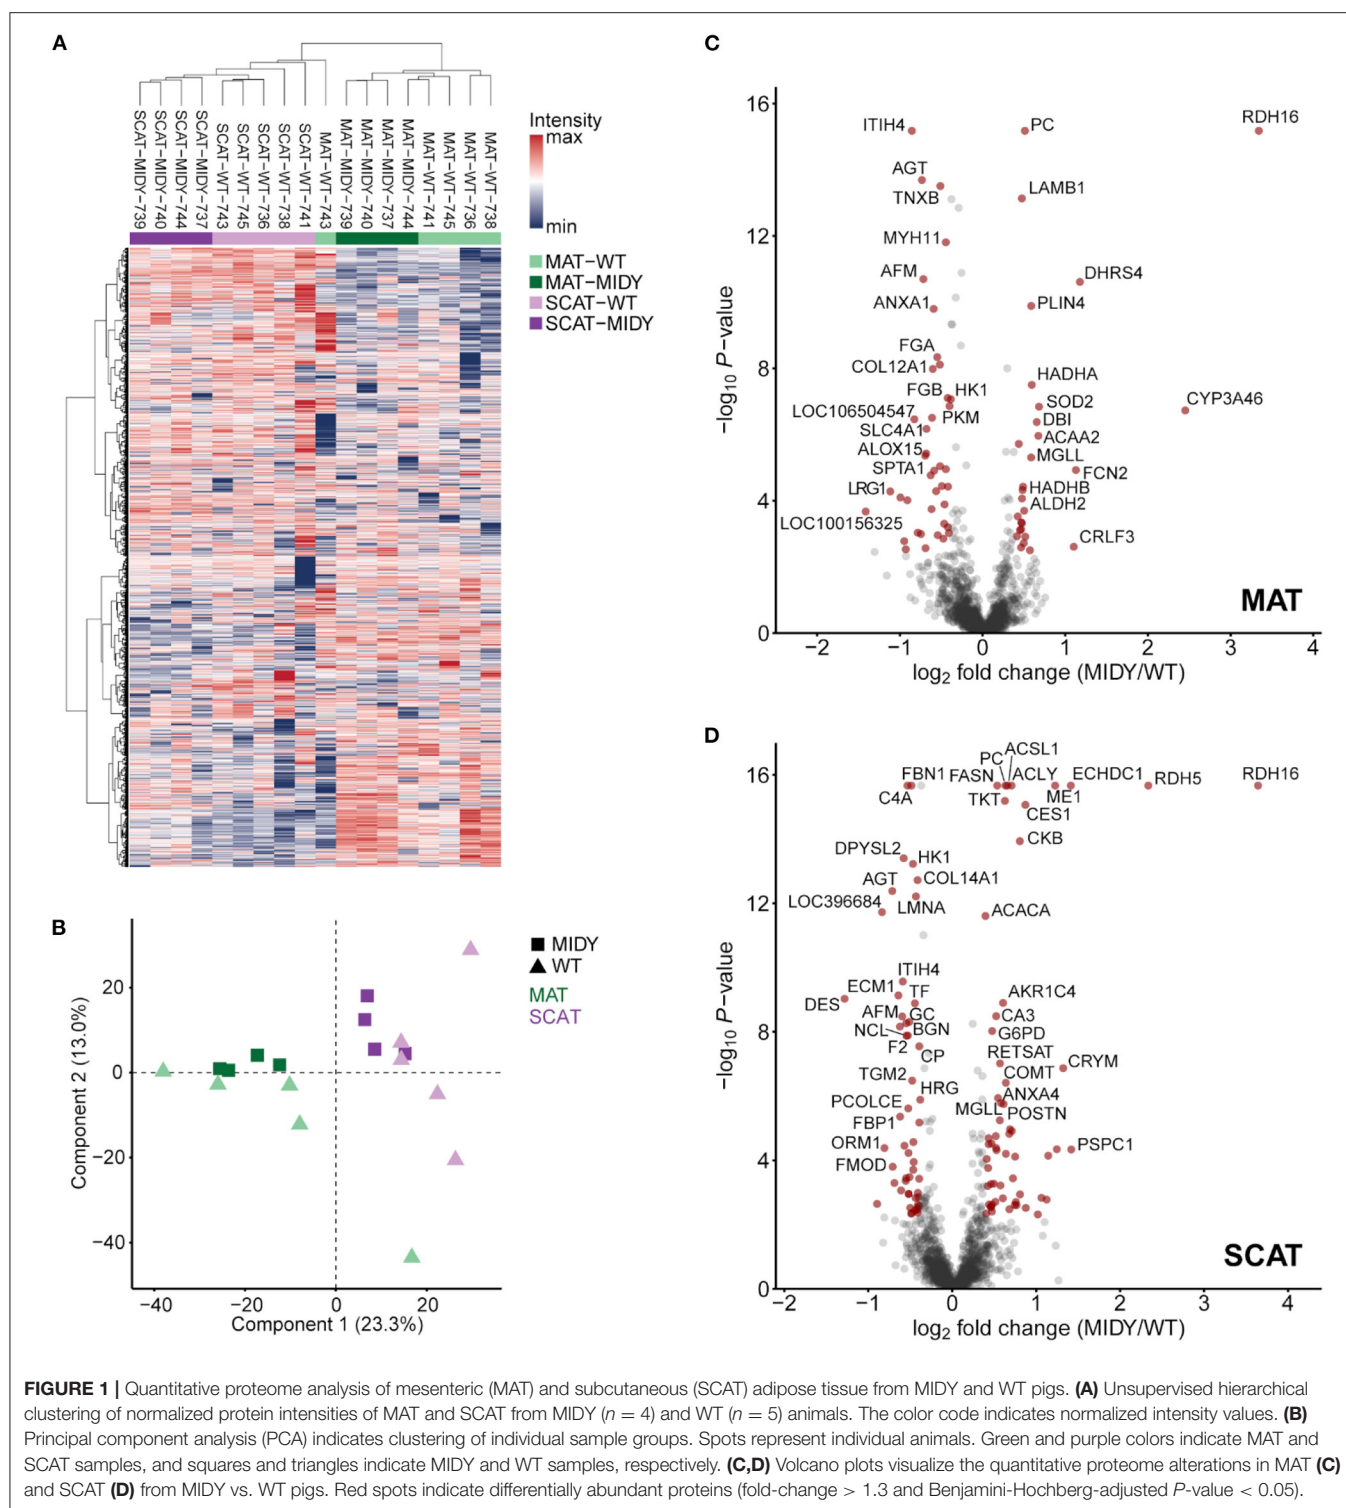 A
SCAT−MIDY−739
SCAT−MIDY−740
SCAT−MIDY−744
SCAT−MIDY−737
SCAT−WT−743
SCAT−WT−745
SCAT−WT−736
SCAT−WT−738
SCAT−WT−741
MAT−WT−743
MAT−MIDY−739
MAT−MIDY−740
MAT−MIDY−737
MAT−MIDY−744
MAT−WT−741
MAT−WT−745
MAT−WT−736
MAT−WT−738
Intensity
max
min
MAT−WT
MAT−MIDY
SCAT−WT
SCAT−MIDY
B
Component 2 (13.0%)
20
0
−20
−40
−40 −20 0 20
Component 1 (23.3%)
MIDY
WT
MAT
SCAT
C
−log10 P−value
16
12
8
4
0
ITIH4
PC
RDH16
AGT
TNXB
LAMB1
MYH11
AFM
DHRS4
ANXA1
PLIN4
FGA
COL12A1
HADHA
FGB
HK1
SOD2
CYP3A46
LOC106504547
PKM
DBI
SLC4A1
ACAA2
ALOX15
MGLL
SPTA1
FCN2
LRG1
HADHB
ALDH2
LOC100156325
CRLF3
MAT
−2 −1 0 1 2 3 4
log2 fold change (MIDY/WT)
D
−log10 P−value
16
12
8
4
0
ACSL1
PC
FBN1
FASN
ACLY
ECHDC1
RDH5
RDH16
C4A
TKT
ME1
CES1
CKB
DPYSL2
HK1
AGT
COL14A1
LOC396684
LMNA
ACACA
ITIH4
ECM1
TF
AKR1C4
DES
AFM
GC
CA3
NCL
BGN
G6PD
F2
CP
RETSAT
CRYM
TGM2
HRG
COMT
PCOLCE
ANXA4
MGLL
POSTN
FBP1
ORM1
PSPC1
FMOD
SCAT
−2 −1 0 1 2 3 4
log2 fold change (MIDY/WT)
FIGURE 1 | Quantitative proteome analysis of mesenteric (MAT) and subcutaneous (SCAT) adipose tissue from MIDY and WT pigs. (A) Unsupervised hierarchical
clustering of normalized protein intensities of MAT and SCAT from MIDY (n = 4) and WT (n = 5) animals. The color code indicates normalized intensity values. (B)
Principal component analysis (PCA) indicates clustering of individual sample groups. Spots represent individual animals. Green and purple colors indicate MAT and
SCAT samples, and squares and triangles indicate MIDY and WT samples, respectively. (C,D) Volcano plots visualize the quantitative proteome alterations in MAT (C)
and SCAT (D) from MIDY vs. WT pigs. Red spots indicate differentially abundant proteins (fold-change > 1.3 and Benjamini-Hochberg-adjusted P-value < 0.05).